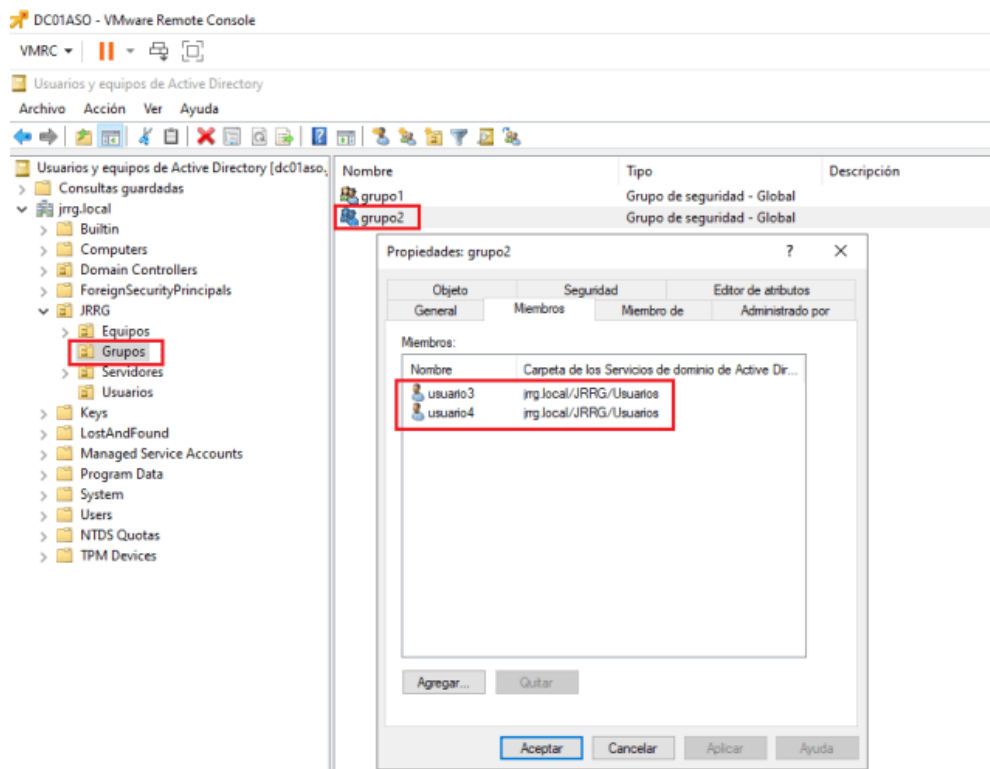 DC01ASO - VMware Remote Console
VMRC
Usuarios y equipos de Active Directory
Archivo Acción Ver Ayuda
Usuarios y equipos de Active Directory [dc01aso.
Consultas guardadas
jrrg.local
Builtin
Computers
Domain Controllers
ForeignSecurityPrincipals
JRRG
Equipos
Grupos
Servidores
Usuarios
Keys
LostAndFound
Managed Service Accounts
Program Data
System
Users
NTDS Quotas
TPM Devices
Nombre Tipo Descripción
grupo1 Grupo de seguridad - Global
grupo2 Grupo de seguridad - Global
Propiedades: grupo2 ? X
Objeto Seguridad Editor de atributos
General Miembros Miembro de Administrado por
Miembros:
Nombre Carpeta de los Servicios de dominio de Active Dir...
usuario3 jrrg.local/JRRG/Usuarios
usuario4 jrrg.local/JRRG/Usuarios
Agregar... Quitar
Aceptar Cancelar Aplicar Ayuda